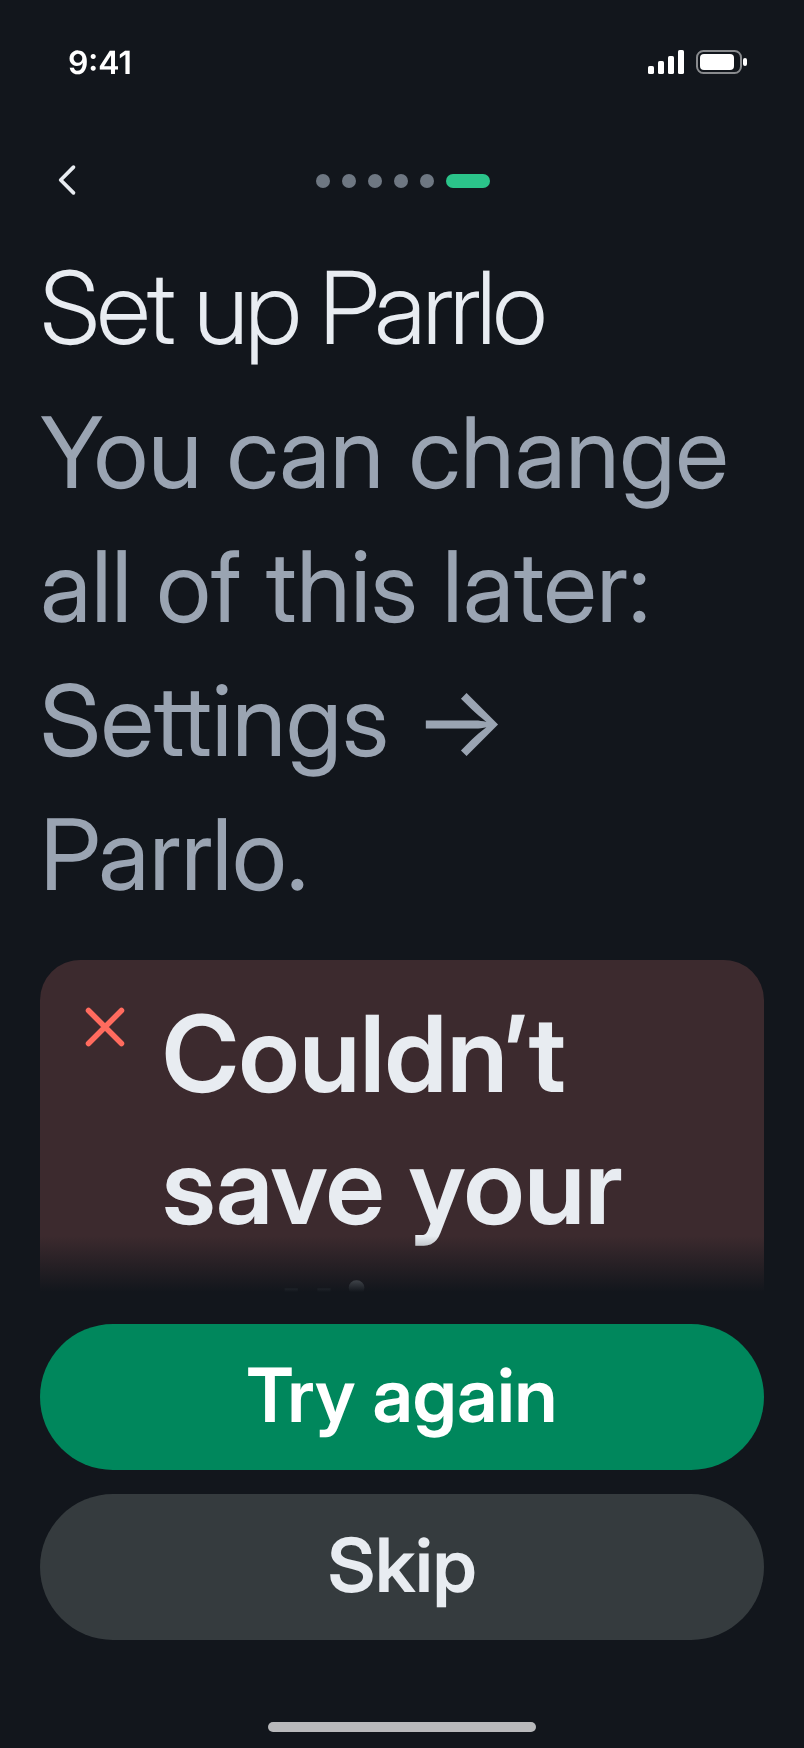 9:41
Set up Parrlo
You can change
all of this later:
Settings →
Parrlo.
Couldn’t
save your
Try again
Skip